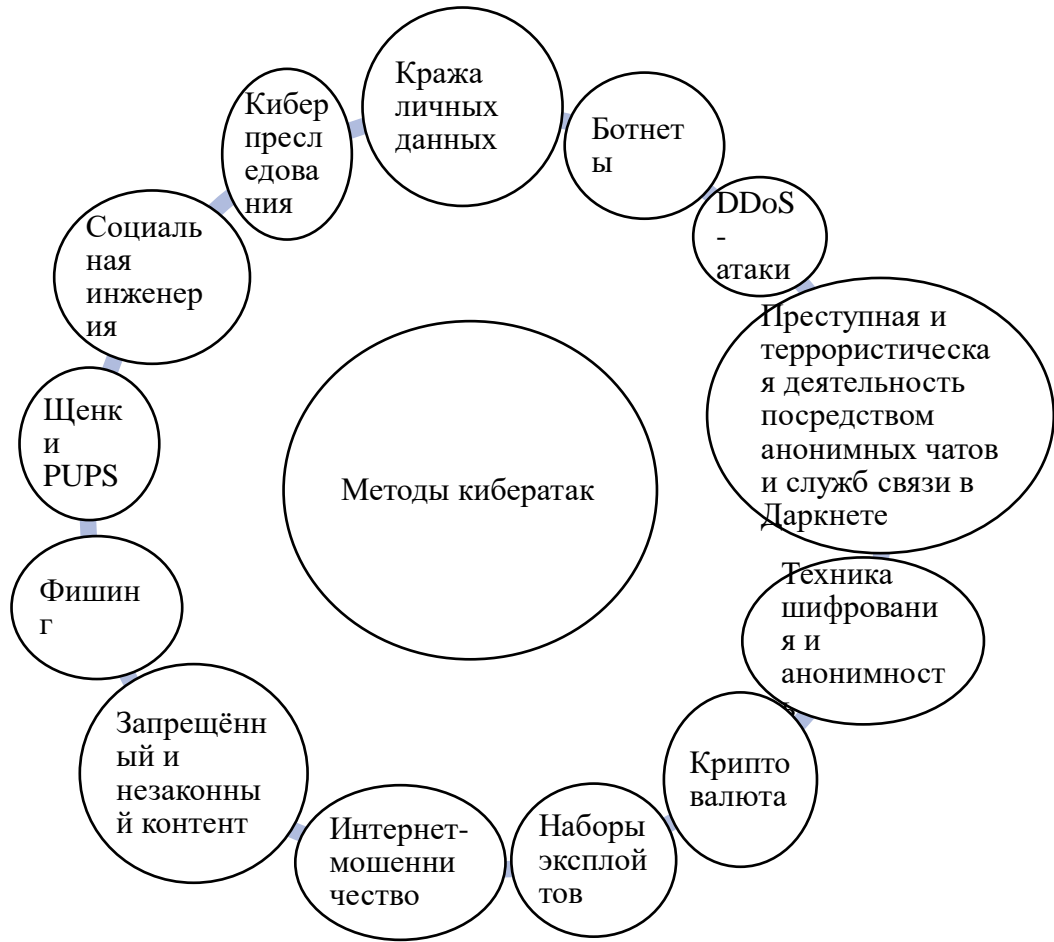 Кража
личных
данных
Ботнет
ы
DDoS
-
атаки
Преступная и
террористическа
я деятельность
посредством
анонимных чатов
и служб связи в
Даркнете
Техника
шифровани
я и
анонимност
ь
Крипто
валюта
Наборы
эксплой
тов
Интернет-
мошенни
чество
Запрещённ
ый и
незаконны
й контент
Фишин
г
Щенк
и
PUPS
Социаль
ная
инженер
ия
Кибер
пресл
едова
ния
Методы кибератак